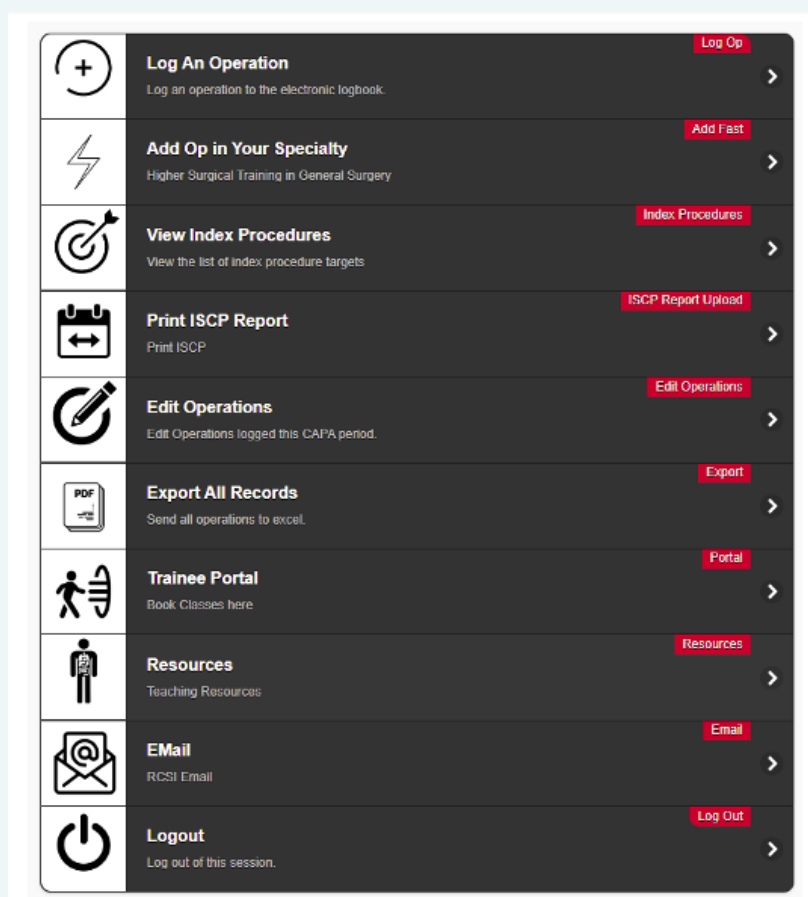 Log Op
Log An Operation
Log an operation to the electronic logbook.
Add Fast
Add Op in Your Specialty
Higher Surgical Training in General Surgery
Index Procedures
View Index Procedures
View the list of index procedure targets
ISCP Report Upload
Print ISCP Report
Print ISCP
Edit Operations
Edit Operations
Edit Operations logged this CAPA period.
Export
PDF
Export All Records
Send all operations to excel.
Portal
Trainee Portal
Book Classes here
Resources
Resources
Teaching Resources
Email
EMail
RCSI Email
Log Out
Logout
Log out of this session.